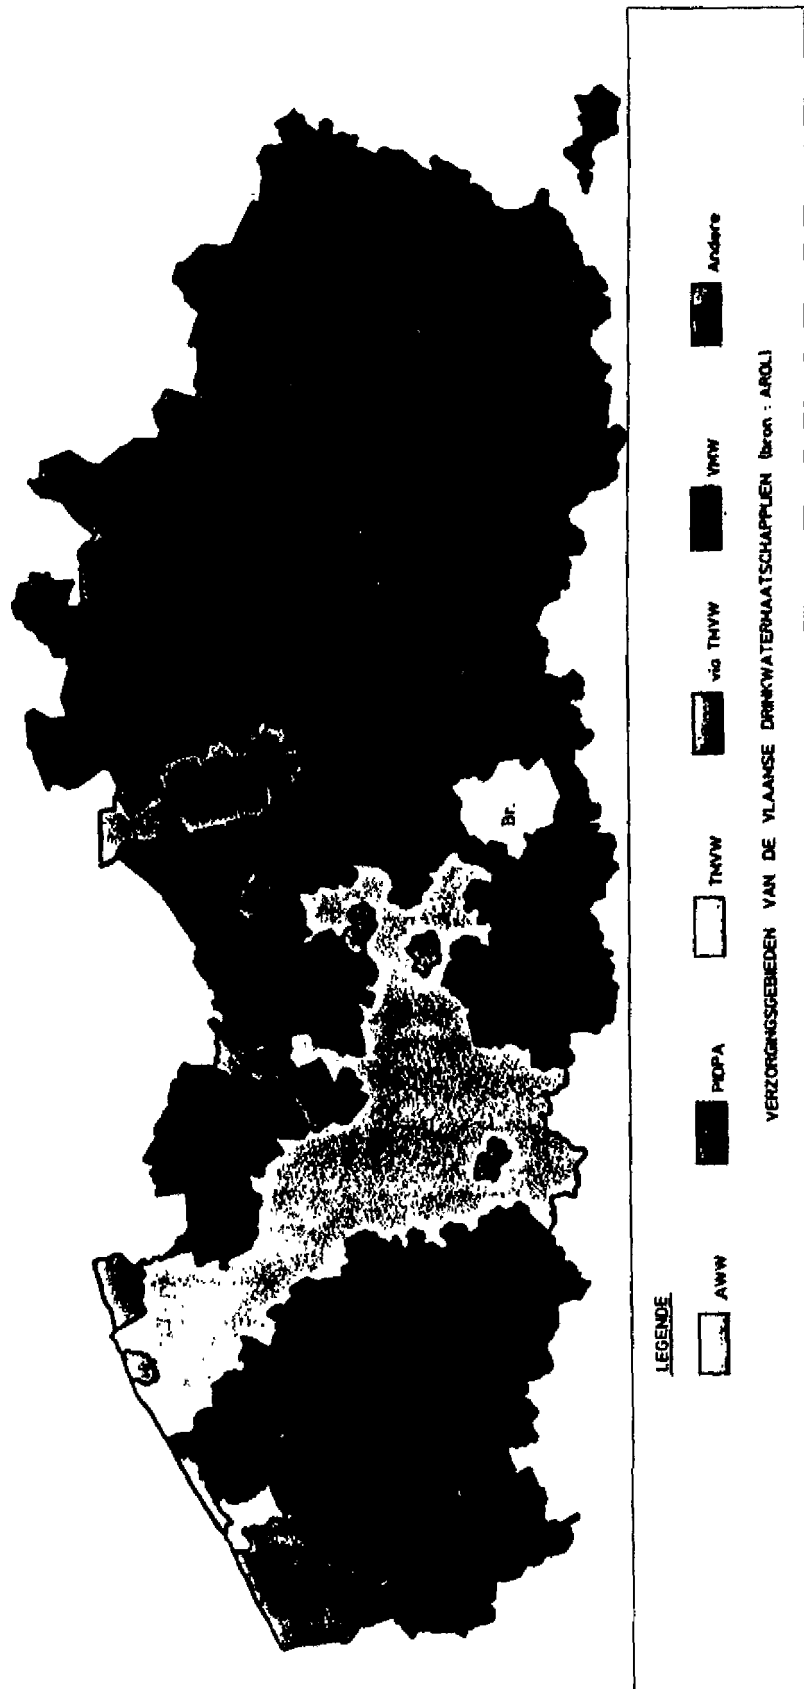 Br.
LEGENDE
AWW
PIDPA
TMVW
via TMVW
VMW
Andere
VERZORGINGSGEBIEDEN VAN DE VLAAMSE DRINKWATERMAATSCHAPPIJEN (bron : AROL)